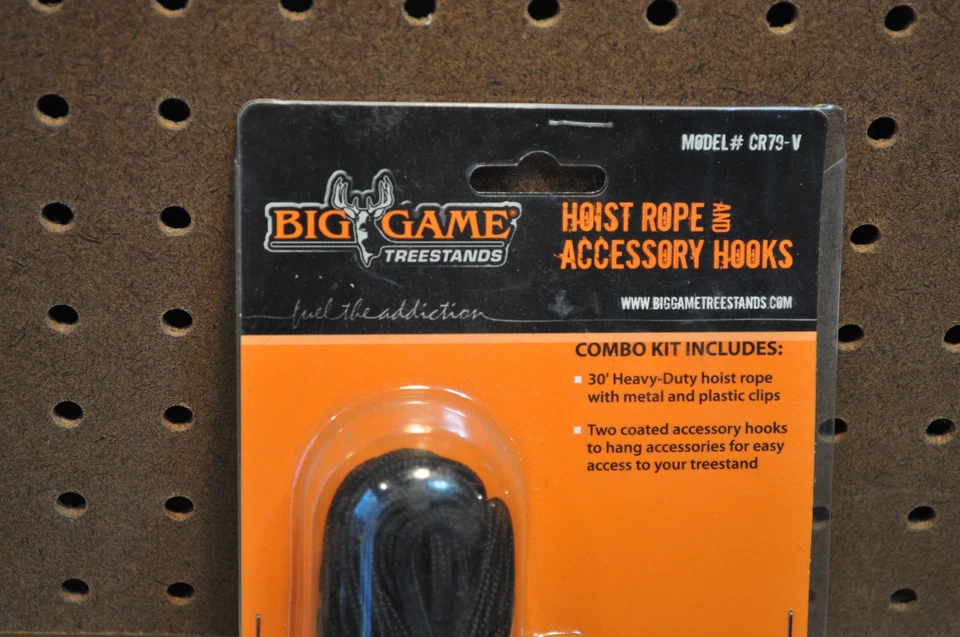 MODEL# CR79-V
BIG GAME®
TREESTANDS
HOIST ROPE AND
ACCESSORY HOOKS
WWW.BIGGAMETREESTANDS.COM
fuel the addiction
COMBO KIT INCLUDES:
30' Heavy-Duty hoist rope
with metal and plastic clips
Two coated accessory hooks
to hang accessories for easy
access to your treestand